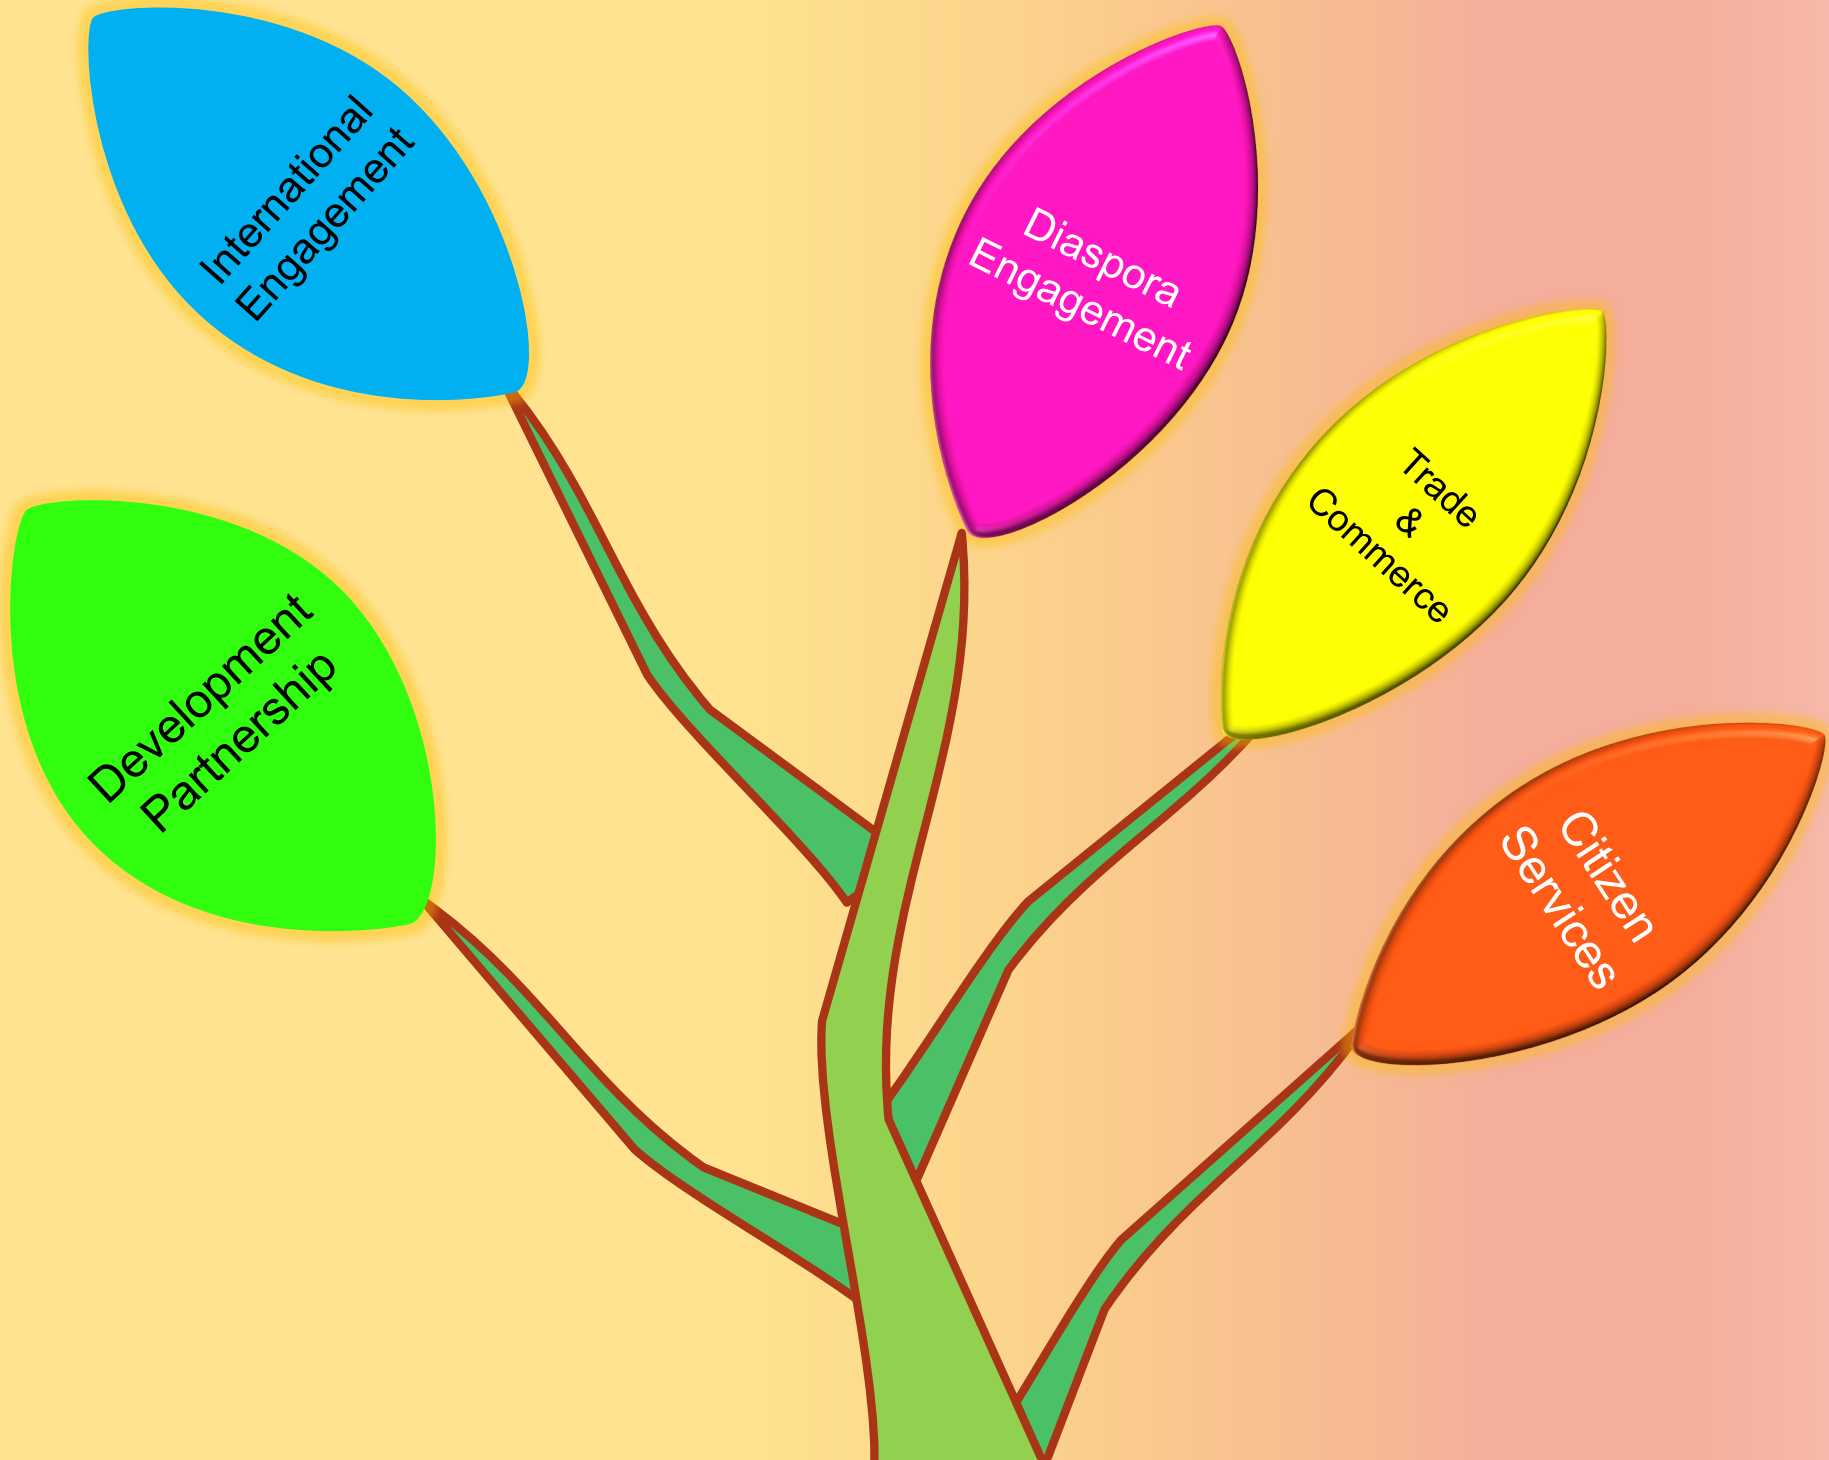 International
Engagement
Diaspora
Engagement
Trade
&
Commerce
Development
Partnership
Citizen
Services